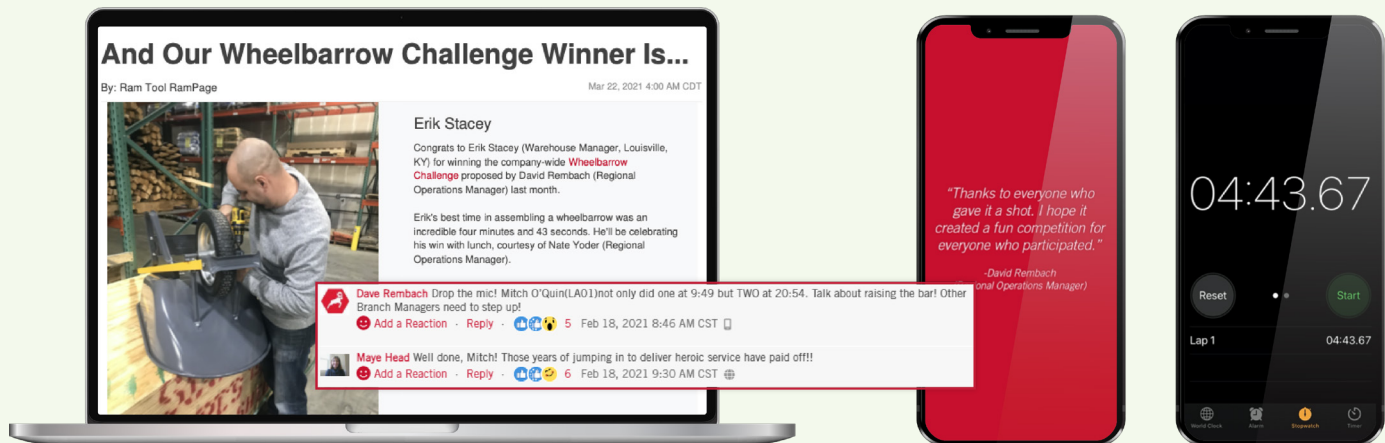 And Our Wheelbarrow Challenge Winner Is...
By: Ram Tool RamPage
Mar 22, 2021 4:00 AM CDT
Erik Stacey
Congrats to Erik Stacey (Warehouse Manager, Louisville,
KY) for winning the company-wide Wheelbarrow
Challenge proposed by David Rembach (Regional
Operations Manager) last month.
Erik's best time in assembling a wheelbarrow was an
incredible four minutes and 43 seconds. He'll be celebrating
his win with lunch, courtesy of Nate Yoder (Regional
Operations Manager).
Dave Rembach Drop the mic! Mitch O'Quin(LA01)not only did one at 9:49 but TWO at 20:54. Talk about raising the bar! Other
Branch Managers need to step up!
Add a Reaction · Reply · 5 Feb 18, 2021 8:46 AM CST
Maye Head Well done, Mitch! Those years of jumping in to deliver heroic service have paid off!!
Add a Reaction · Reply · 6 Feb 18, 2021 9:30 AM CST
"Thanks to everyone who
gave it a shot. I hope it
created a fun competition for
everyone who participated."
-David Rembach
onal Operations Manager)
04:43.67
Reset
Start
Lap 1 04:43.67
World Clock Alarm Stopwatch Timer